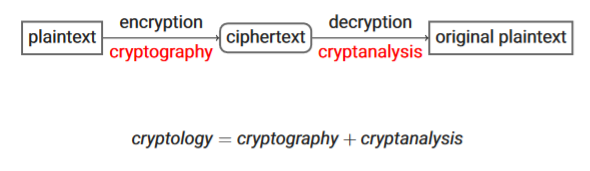 encryption decryption
plaintext ciphertext original plaintext
cryptography cryptanalysis
cryptology = cryptography + cryptanalysis